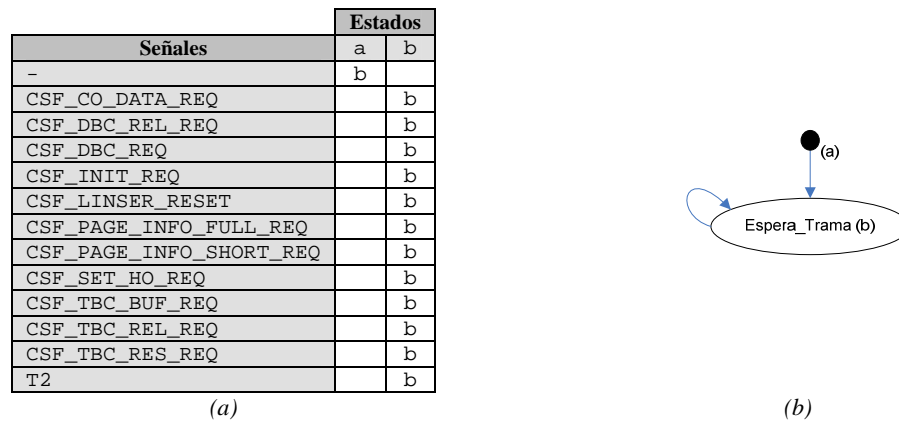 Estados
Señales a b
- b
CSF_CO_DATA_REQ b
CSF_DBC_REL_REQ b
CSF_DBC_REQ b
CSF_INIT_REQ b
CSF_LINSER_RESET b
CSF_PAGE_INFO_FULL_REQ b
CSF_PAGE_INFO_SHORT_REQ b
CSF_SET_HO_REQ b
CSF_TBC_BUF_REQ b
CSF_TBC_REL_REQ b
CSF_TBC_RES_REQ b
T2 b
(a)
(a)
Espera_Trama (b)
(b)